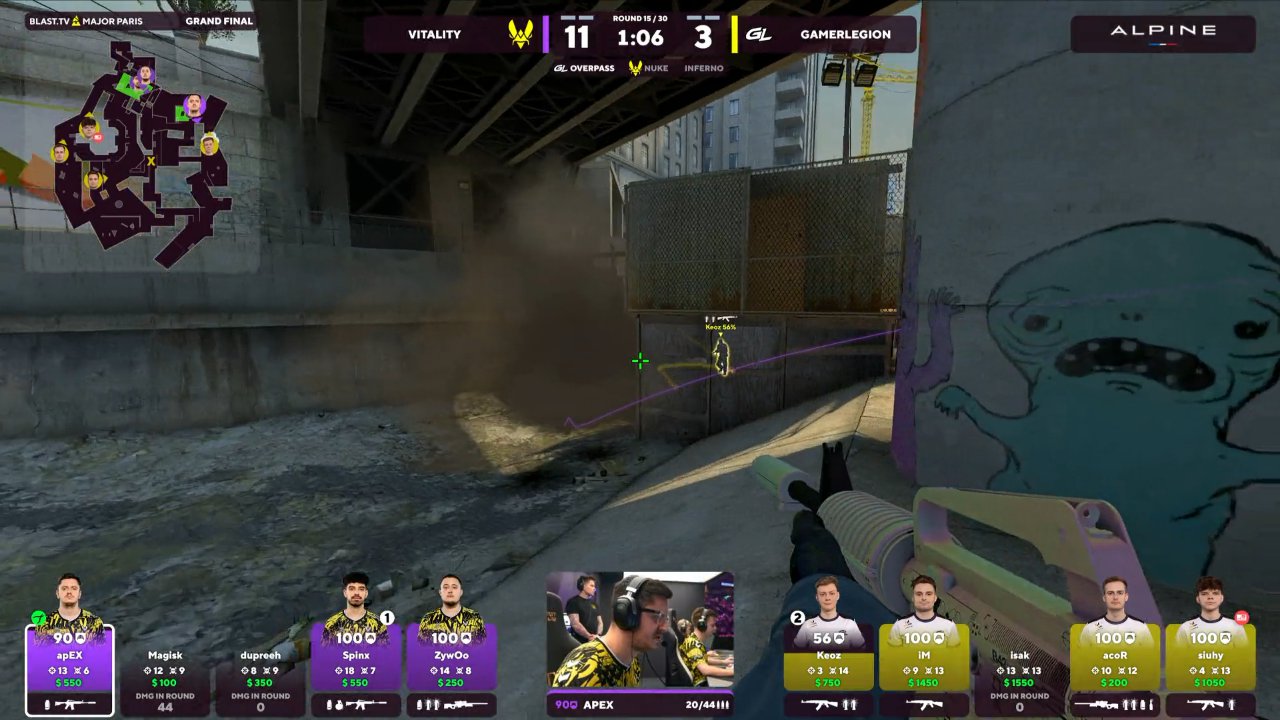 BLAST.TV MAJOR PARIS GRAND FINAL
VITALITY 11 ROUND 15 / 30 1:06 3 GL GAMERLEGION
GL OVERPASS NUKE INFERNO
ALPINE
X
Keoz 56%
90 apEX 13 6 $550
Magisk 12 9 $100 DMG IN ROUND 44
dupreeh 8 9 $350 DMG IN ROUND 0
1 100 Spinx 18 7 $550
100 ZywOo 14 8 $250
90 APEX 20/44
2 56 Keoz 3 14 $750
100 iM 9 13 $1450
isak 13 13 $1550 DMG IN ROUND 0
100 acoR 10 12 $200
100 siuhy 4 13 $1050